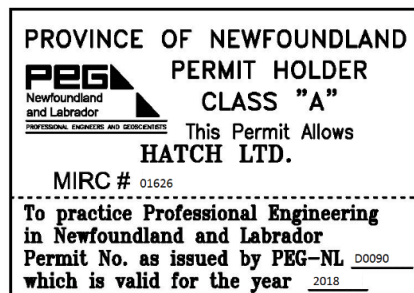 PROVINCE OF NEWFOUNDLAND
PERMIT HOLDER
CLASS "A"
This Permit Allows
PEG
Newfoundland
and Labrador
PROFESSIONAL ENGINEERS AND GEOSCIENTISTS
HATCH LTD.
MIRC # 01626
To practice Professional Engineering
in Newfoundland and Labrador
Permit No. as issued by PEG-NL D0090
which is valid for the year 2018